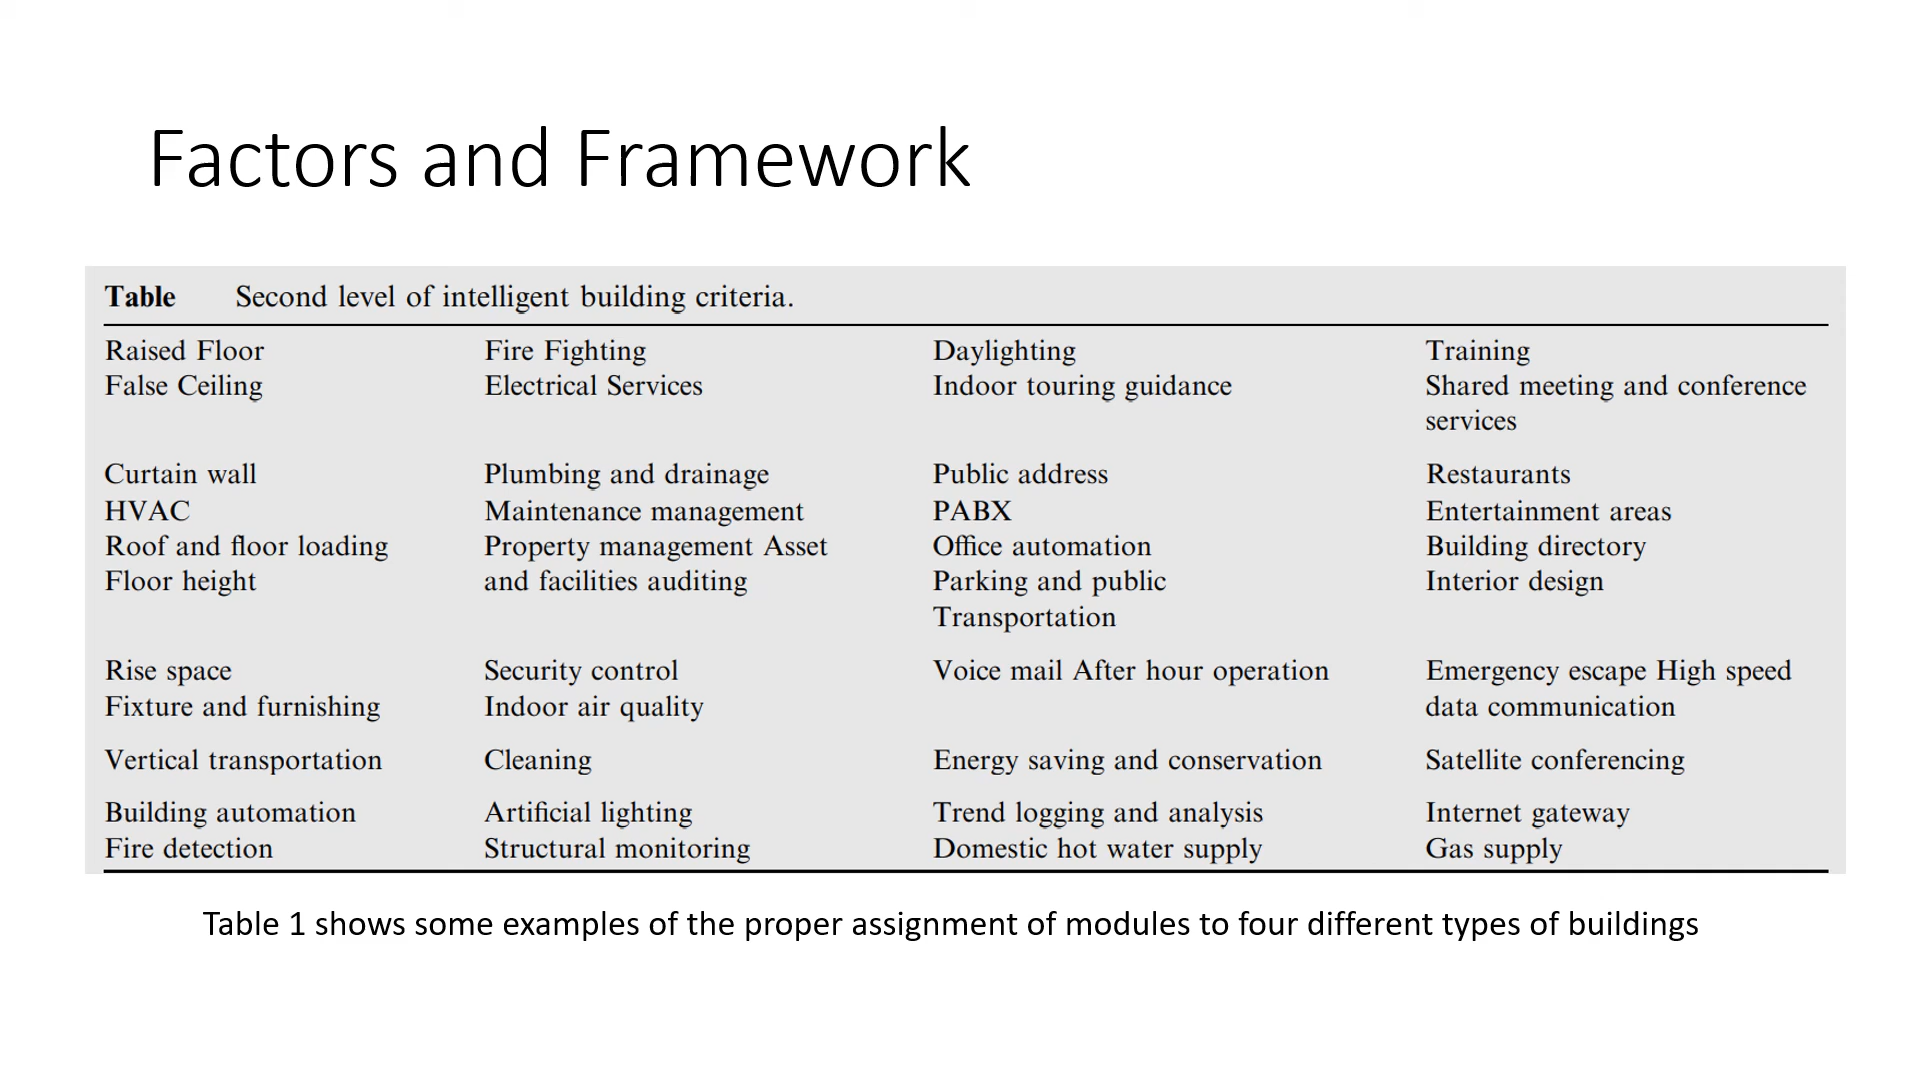 Factors and Framework
Table Second level of intelligent building criteria.
Raised Floor Fire Fighting Daylighting Training
False Ceiling Electrical Services Indoor touring guidance Shared meeting and conference
services
Curtain wall Plumbing and drainage Public address Restaurants
HVAC Maintenance management PABX Entertainment areas
Roof and floor loading Property management Asset Office automation Building directory
Floor height and facilities auditing Parking and public Interior design
Transportation
Rise space Security control Voice mail After hour operation Emergency escape High speed
Fixture and furnishing Indoor air quality data communication
Vertical transportation Cleaning Energy saving and conservation Satellite conferencing
Building automation Artificial lighting Trend logging and analysis Internet gateway
Fire detection Structural monitoring Domestic hot water supply Gas supply
Table 1 shows some examples of the proper assignment of modules to four different types of buildings